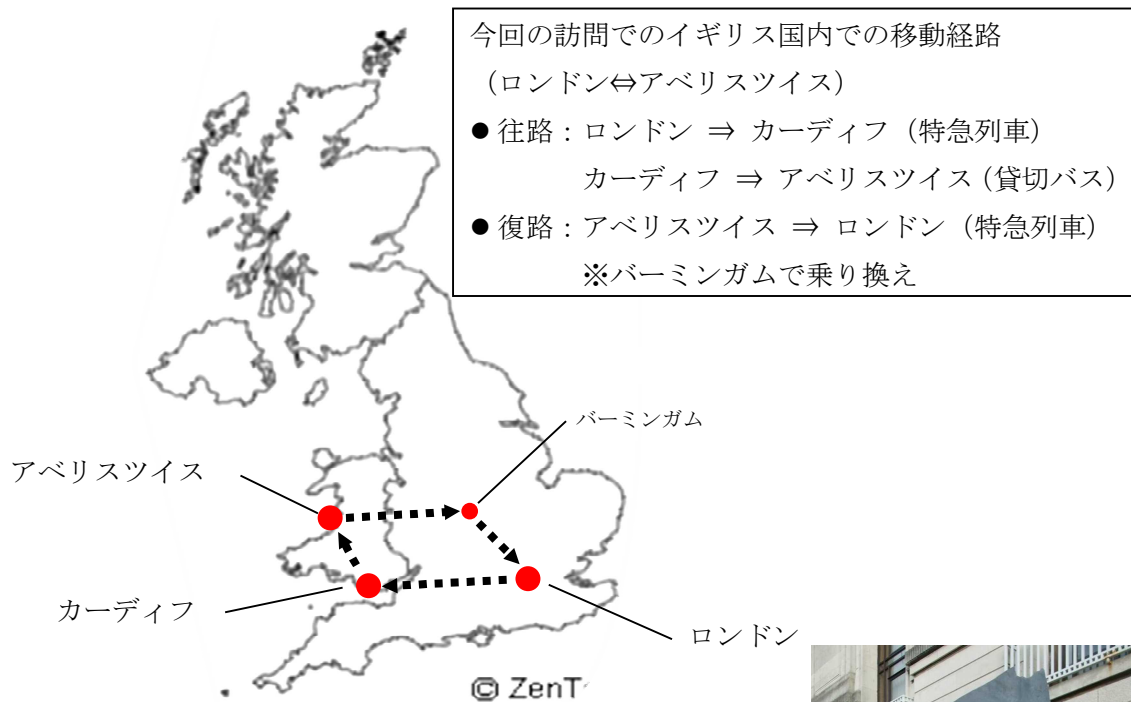 今回の訪問でのイギリス国内での移動経路
（ロンドン⇔アベリスツイス）
●往路：ロンドン ⇒ カーディフ（特急列車）
カーディフ ⇒ アベリスツイス（貸切バス）
●復路：アベリスツイス ⇒ ロンドン（特急列車）
※バーミンガムで乗り換え
バーミンガム
アベリスツイス
カーディフ
ロンドン
© ZenT